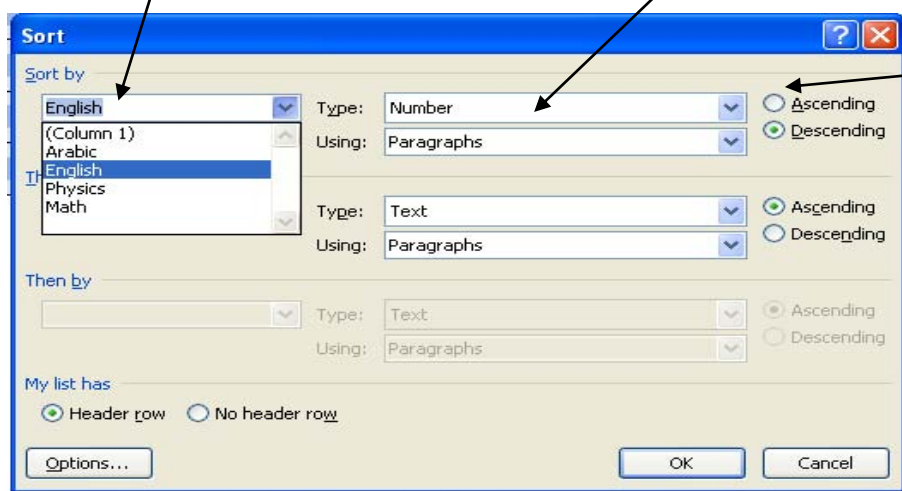 Sort
Sort by
English Type: Number Ascending
(Column 1) Using: Paragraphs Descending
Arabic
English
Th
Physics
Math
Type: Text Ascending
Using: Paragraphs Descending
Then by
Type: Text Ascending
Using: Paragraphs Descending
My list has
Header row No header row
Options... OK Cancel